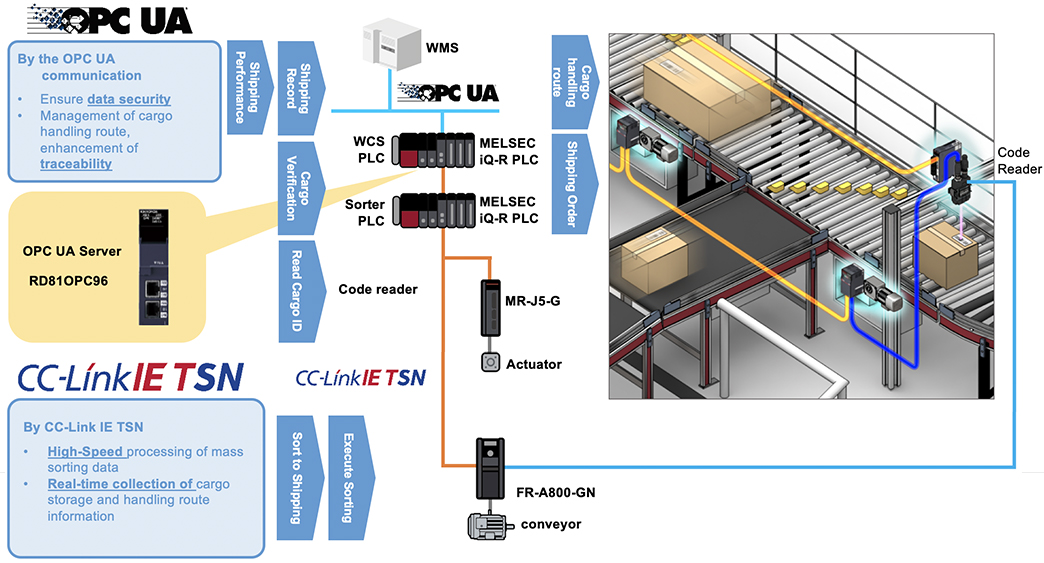 OPC UA
By the OPC UA
communication
• Ensure data security
• Management of cargo
handling route,
enhancement of
traceability
Shipping
Performance
Shipping
Record
WMS
OPC UA
WCS
PLC
MELSEC
iQ-R PLC
Cargo
Verification
Sorter
PLC
MELSEC
iQ-R PLC
Cargo
handling
route
Shipping Order
Code
Reader
OPC UA Server
RD81OPC96
Read Cargo ID
Code reader
MR-J5-G
Actuator
CC-Link IE TSN
CC-Link IE TSN
By CC-Link IE TSN
• High-Speed processing of mass
sorting data
• Real-time collection of cargo
storage and handling route
information
Sort to Shipping
Execute Sorting
FR-A800-GN
conveyor